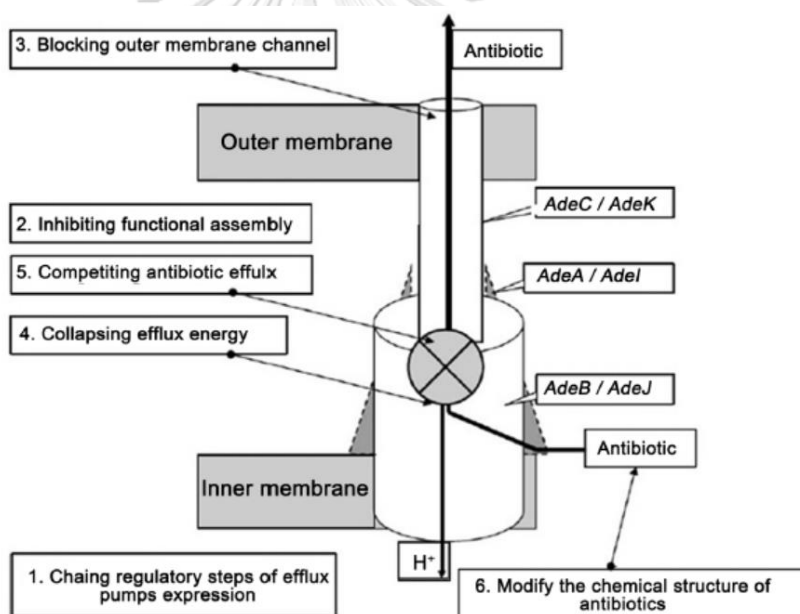 3. Blocking outer membrane channel
Antibiotic
Outer membrane
AdeC / AdeK
2. Inhibiting functional assembly
5. Competiting antibiotic effulx
AdeA / AdeI
4. Collapsing efflux energy
AdeB / AdeJ
Antibiotic
Inner membrane
H⁺
1. Chaing regulatory steps of efflux
pumps expression
6. Modify the chemical structure of
antibiotics